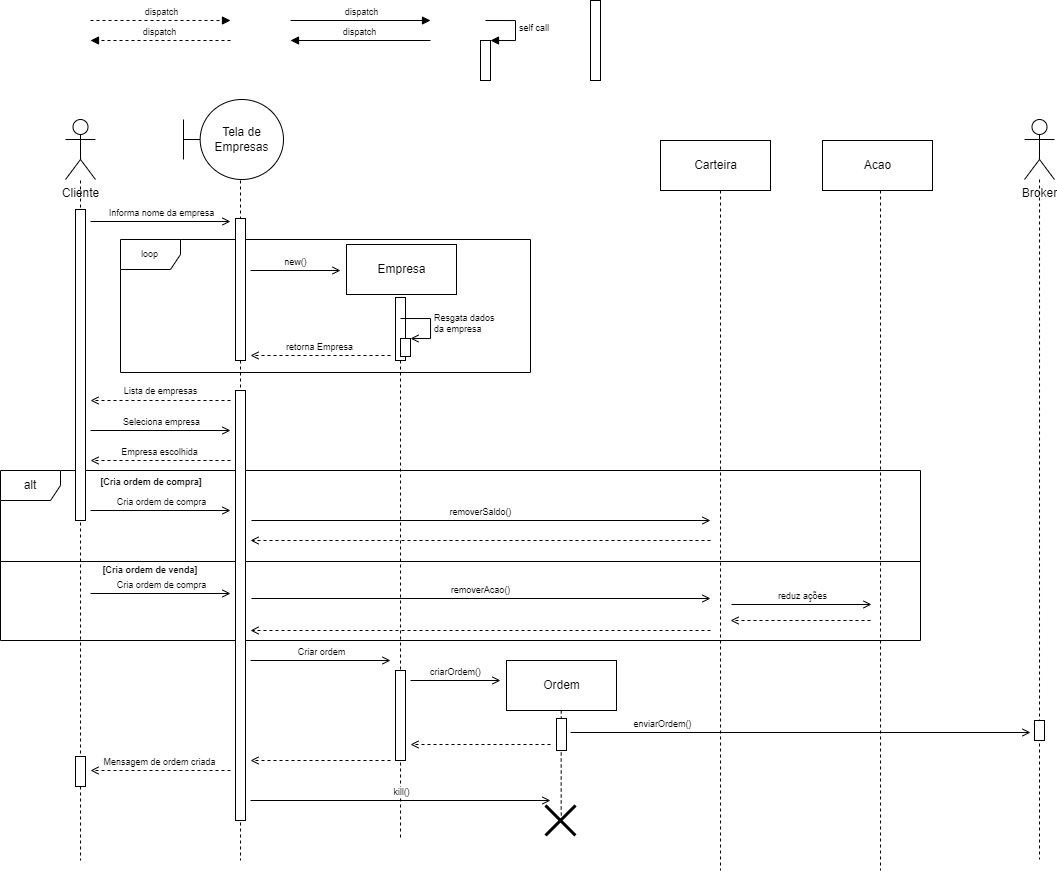 dispatch
dispatch
dispatch
dispatch
self call
Tela de
Empresas
Cliente
Carteira
Acao
Broker
Informa nome da empresa
loop
new()
Empresa
Resgata dados
da empresa
retorna Empresa
Lista de empresas
Seleciona empresa
Empresa escolhida
alt
[Cria ordem de compra]
Cria ordem de compra
removerSaldo()
[Cria ordem de venda]
Cria ordem de compra
removerAcao()
reduz ações
Criar ordem
criarOrdem()
Ordem
enviarOrdem()
Mensagem de ordem criada
kill()